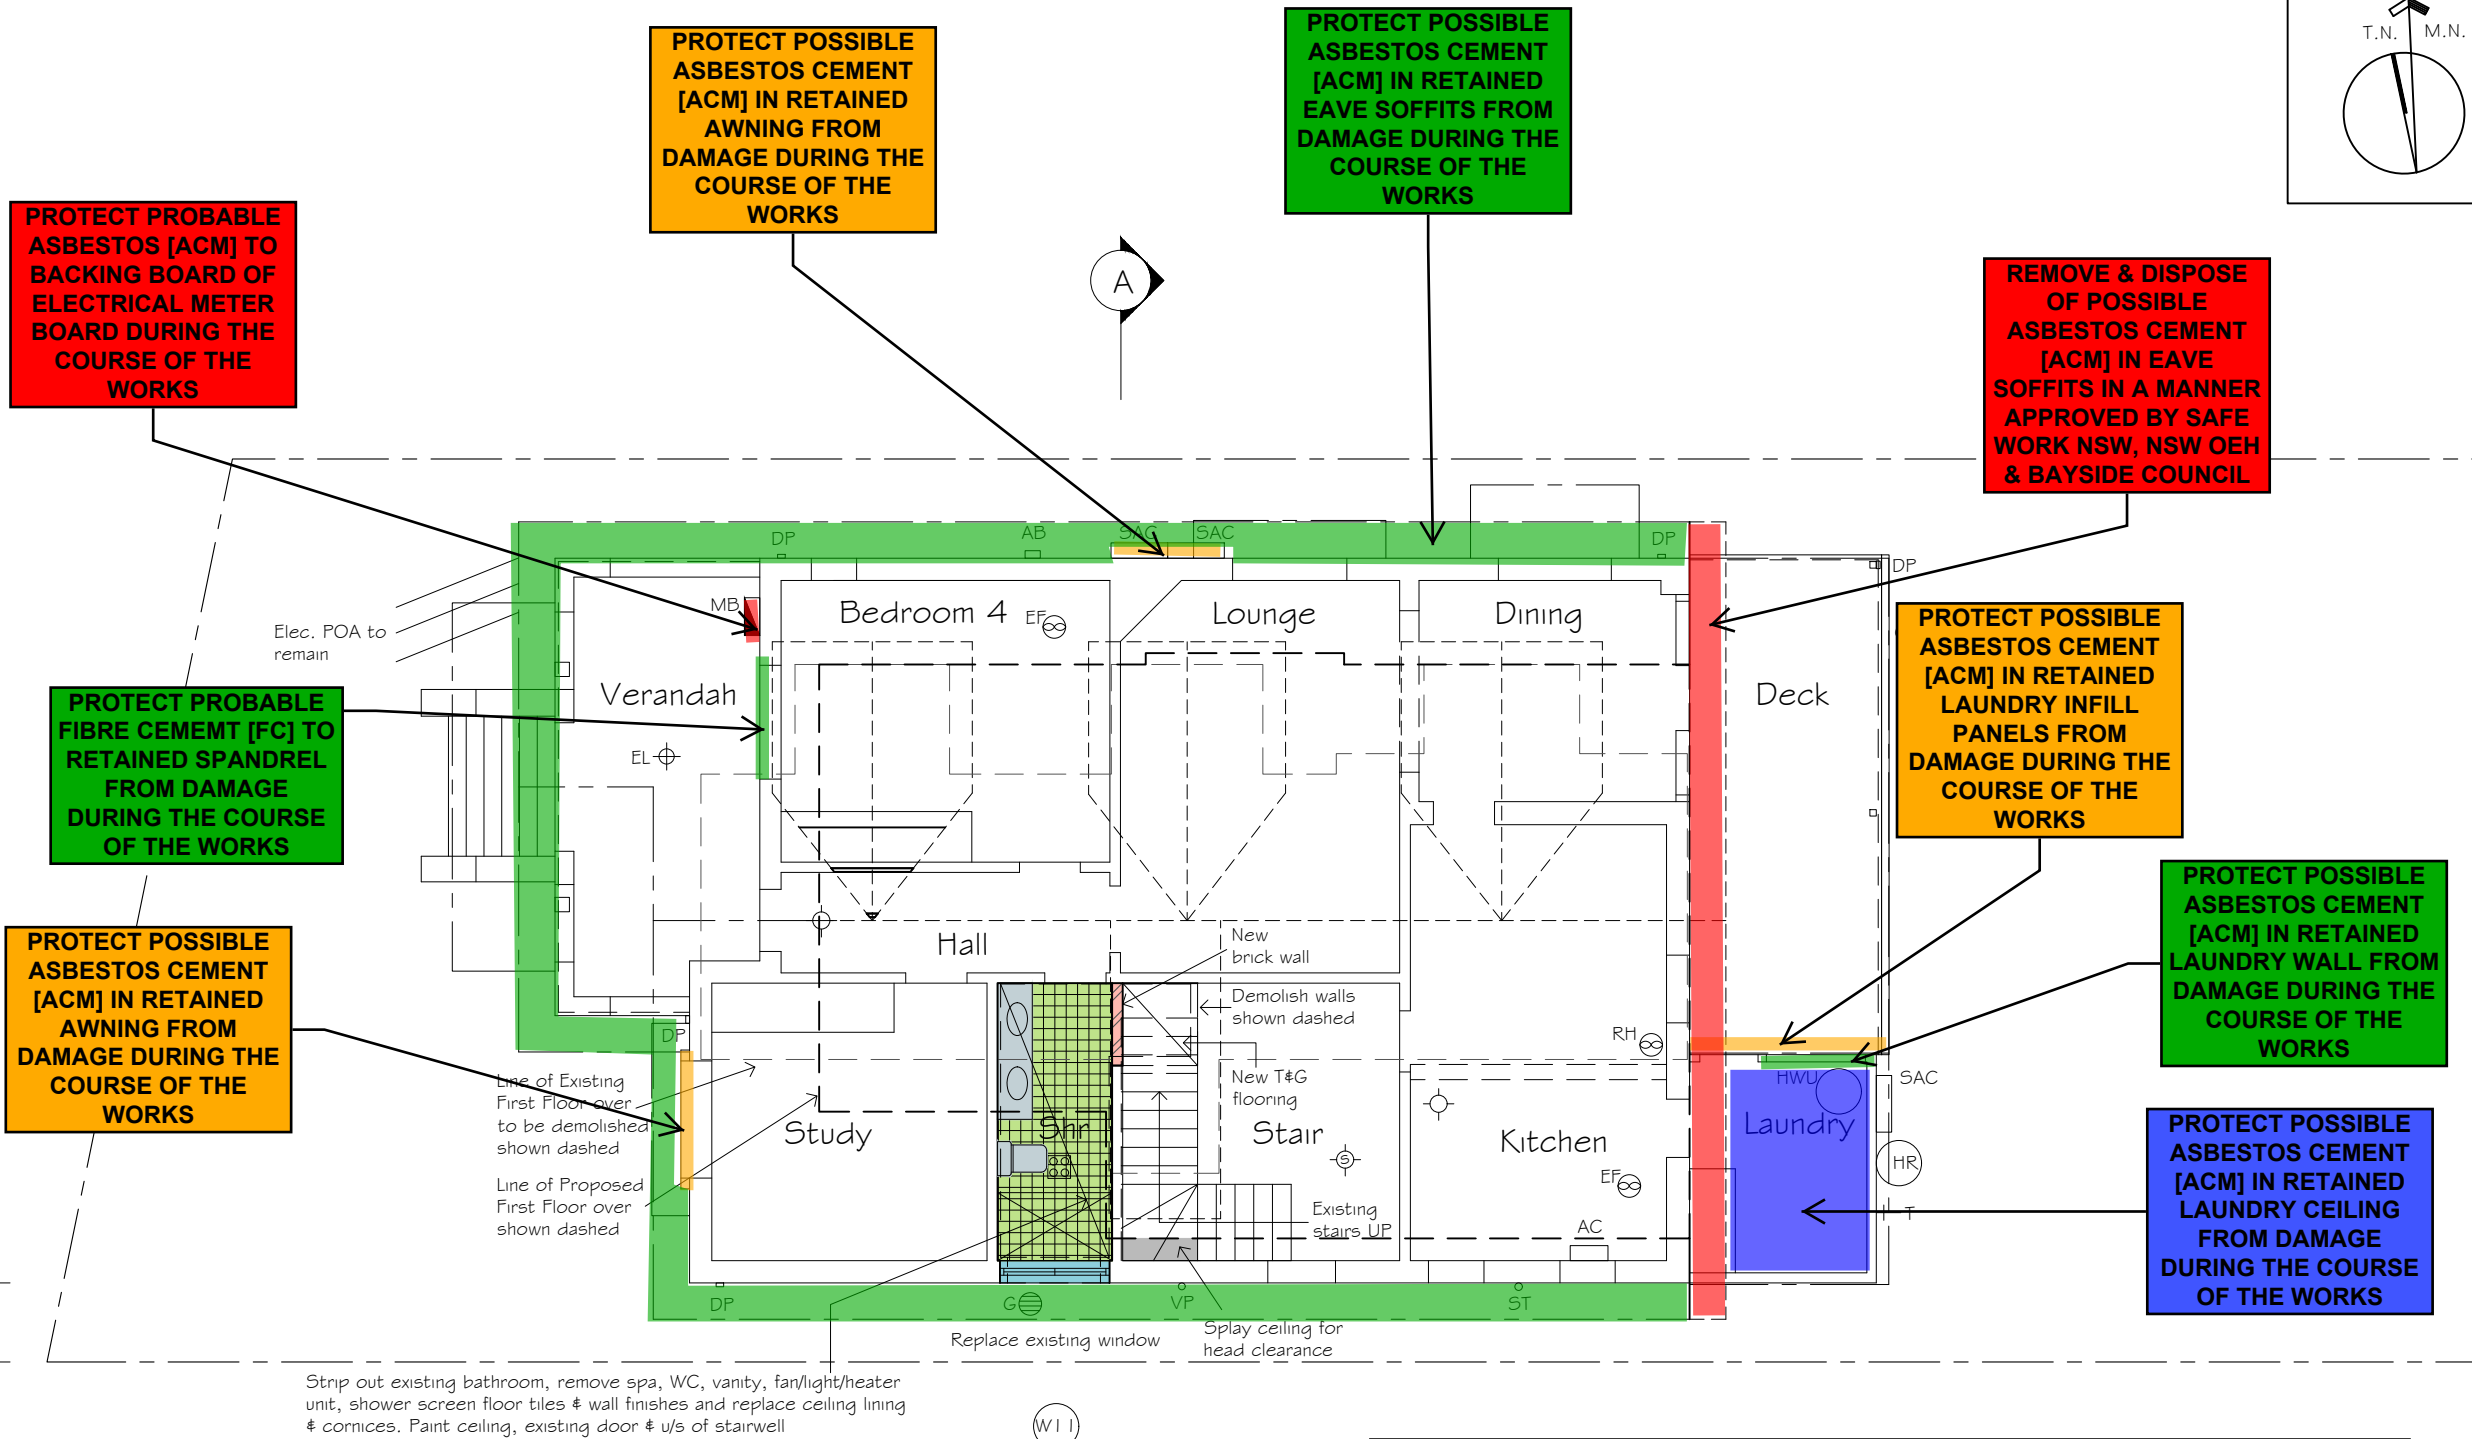 PROTECT POSSIBLE
ASBESTOS CEMENT
[ACM] IN RETAINED
AWNING FROM
DAMAGE DURING THE
COURSE OF THE
WORKS
PROTECT POSSIBLE
ASBESTOS CEMENT
[ACM] IN RETAINED
EAVE SOFFITS FROM
DAMAGE DURING THE
COURSE OF THE
WORKS
T.N. M.N.
PROTECT PROBABLE
ASBESTOS [ACM] TO
BACKING BOARD OF
ELECTRICAL METER
BOARD DURING THE
COURSE OF THE
WORKS
A
REMOVE & DISPOSE
OF POSSIBLE
ASBESTOS CEMENT
[ACM] IN EAVE
SOFFITS IN A MANNER
APPROVED BY SAFE
WORK NSW, NSW OEH
& BAYSIDE COUNCIL
DP
AB
SAC
SAC
DP
DP
MB
Bedroom 4
EF
Lounge
Dining
Elec. POA to
remain
PROTECT POSSIBLE
ASBESTOS CEMENT
[ACM] IN RETAINED
LAUNDRY INFILL
PANELS FROM
DAMAGE DURING THE
COURSE OF THE
WORKS
Verandah
Deck
PROTECT PROBABLE
FIBRE CEMEMT [FC] TO
RETAINED SPANDREL
FROM DAMAGE
DURING THE COURSE
OF THE WORKS
EL
PROTECT POSSIBLE
ASBESTOS CEMENT
[ACM] IN RETAINED
LAUNDRY WALL FROM
DAMAGE DURING THE
COURSE OF THE
WORKS
PROTECT POSSIBLE
ASBESTOS CEMENT
[ACM] IN RETAINED
AWNING FROM
DAMAGE DURING THE
COURSE OF THE
WORKS
Hall
New
brick wall
Demolish walls
shown dashed
DP
RH
Line of Existing
First Floor over
to be demolished
shown dashed
New T&G
flooring
HWU
SAC
Study
Shr
Stair
S
Kitchen
Laundry
PROTECT POSSIBLE
ASBESTOS CEMENT
[ACM] IN RETAINED
LAUNDRY CEILING
FROM DAMAGE
DURING THE COURSE
OF THE WORKS
HR
EF
Line of Proposed
First Floor over
shown dashed
Existing
stairs UP
AC
T
DP
G
VP
ST
Replace existing window
Splay ceiling for
head clearance
Strip out existing bathroom, remove spa, WC, vanity, fan/light/heater
unit, shower screen floor tiles & wall finishes and replace ceiling lining
& cornices. Paint ceiling, existing door & u/s of stairwell
W11